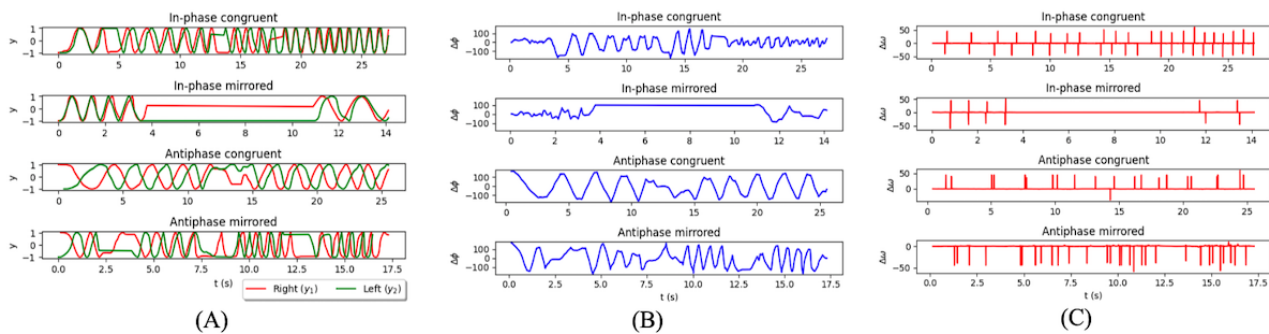 In-phase congruent
y
1
0
-1
0 5 10 15 20 25
In-phase mirrored
y
1
0
-1
0 2 4 6 8 10 12 14
Antiphase congruent
y
1
0
-1
0 5 10 15 20 25
Antiphase mirrored
y
1
0
-1
0.0 2.5 5.0 7.5 10.0 12.5 15.0 17.5
t (s)
Right (y₁) Left (y₂)
(A)
In-phase congruent
Δϕ
100
0
-100
0 5 10 15 20 25
In-phase mirrored
Δϕ
100
0
-100
0 2 4 6 8 10 12 14
Antiphase congruent
Δϕ
100
0
-100
0 5 10 15 20 25
Antiphase mirrored
Δϕ
100
0
-100
0.0 2.5 5.0 7.5 10.0 12.5 15.0 17.5
t (s)
(B)
In-phase congruent
Δω
50
0
-50
0 5 10 15 20 25
In-phase mirrored
Δω
50
0
-50
0 2 4 6 8 10 12 14
Antiphase congruent
Δω
50
0
0 5 10 15 20 25
Antiphase mirrored
Δω
0
-50
0.0 2.5 5.0 7.5 10.0 12.5 15.0 17.5
t (s)
(C)